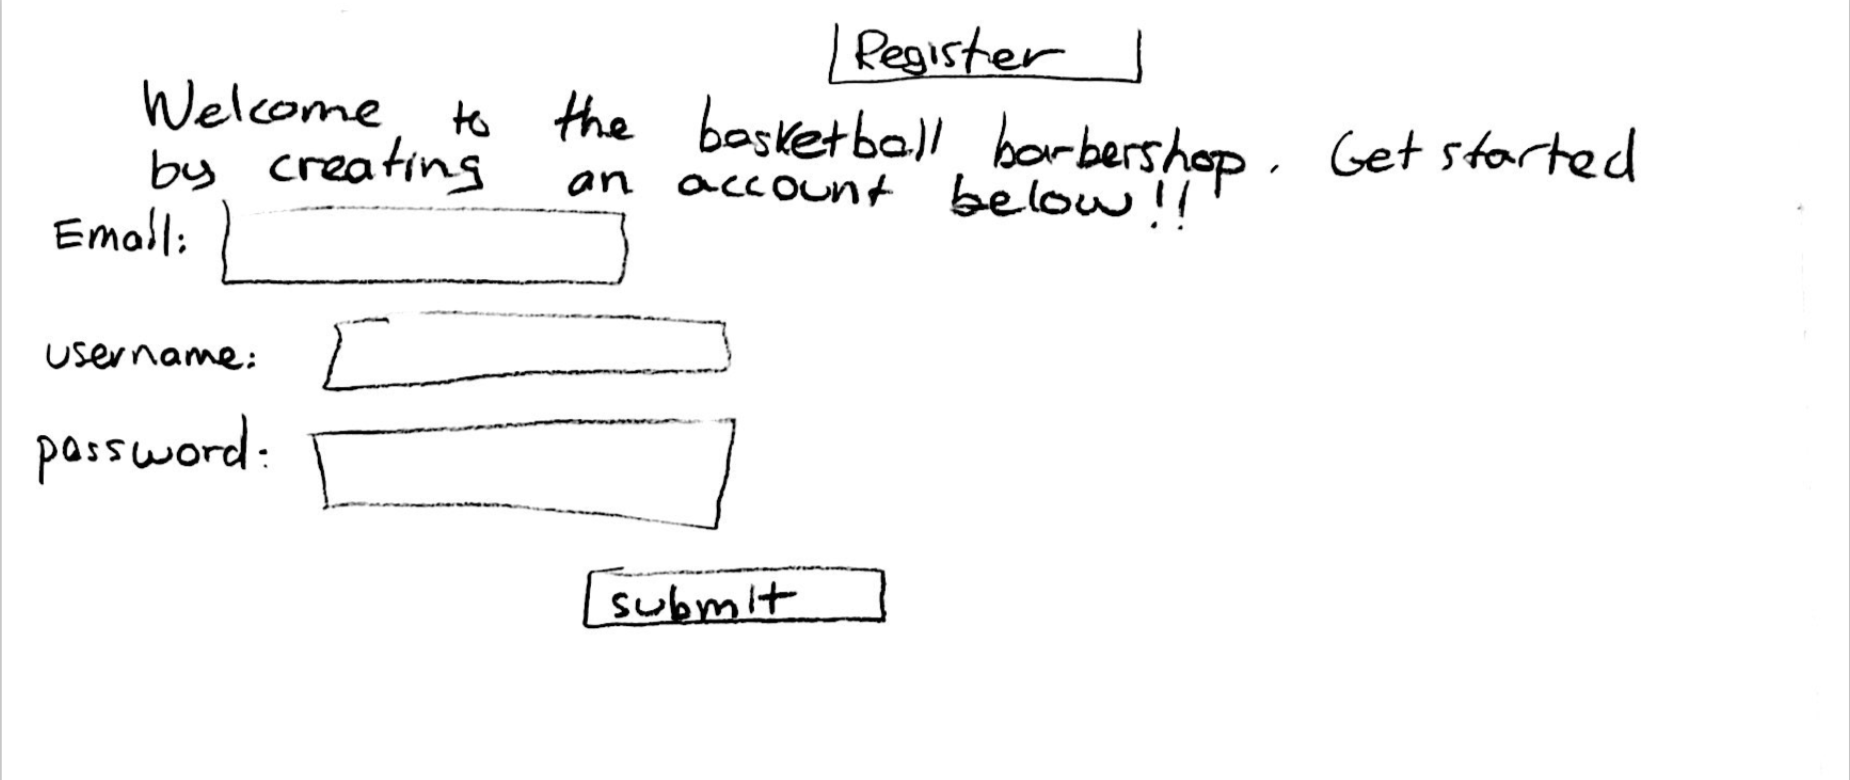 Register
Welcome to the basketball barbershop. Get started
by creating an account below!!
Email:
username:
password:
submit